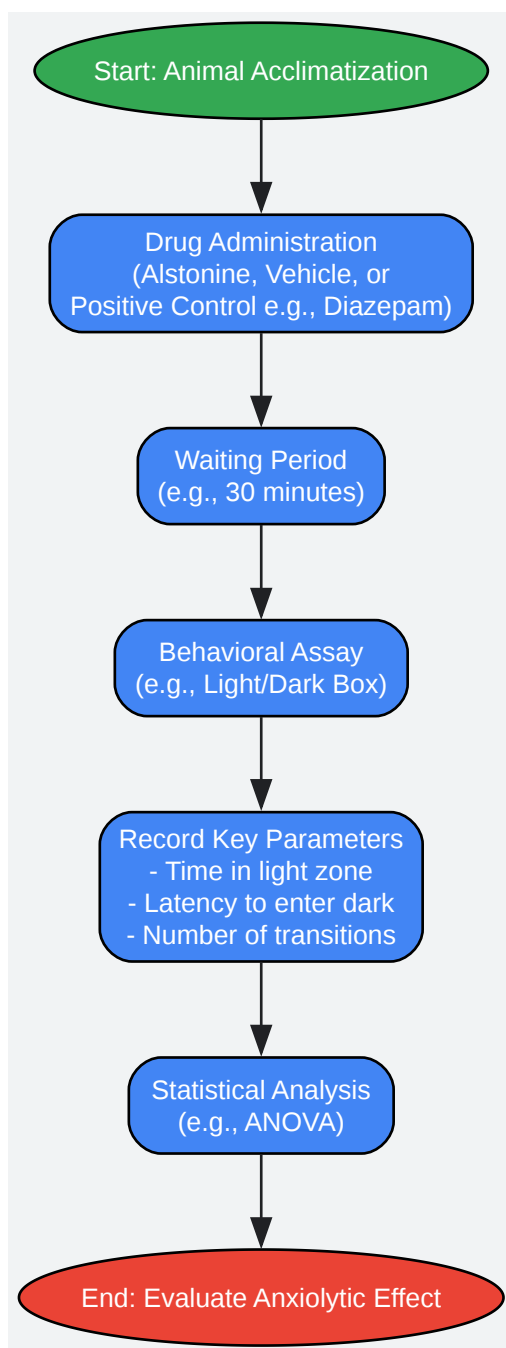 Start: Animal Acclimatization
Drug Administration
(Alstonine, Vehicle, or
Positive Control e.g., Diazepam)
Waiting Period
(e.g., 30 minutes)
Behavioral Assay
(e.g., Light/Dark Box)
Record Key Parameters
- Time in light zone
- Latency to enter dark
- Number of transitions
Statistical Analysis
(e.g., ANOVA)
End: Evaluate Anxiolytic Effect